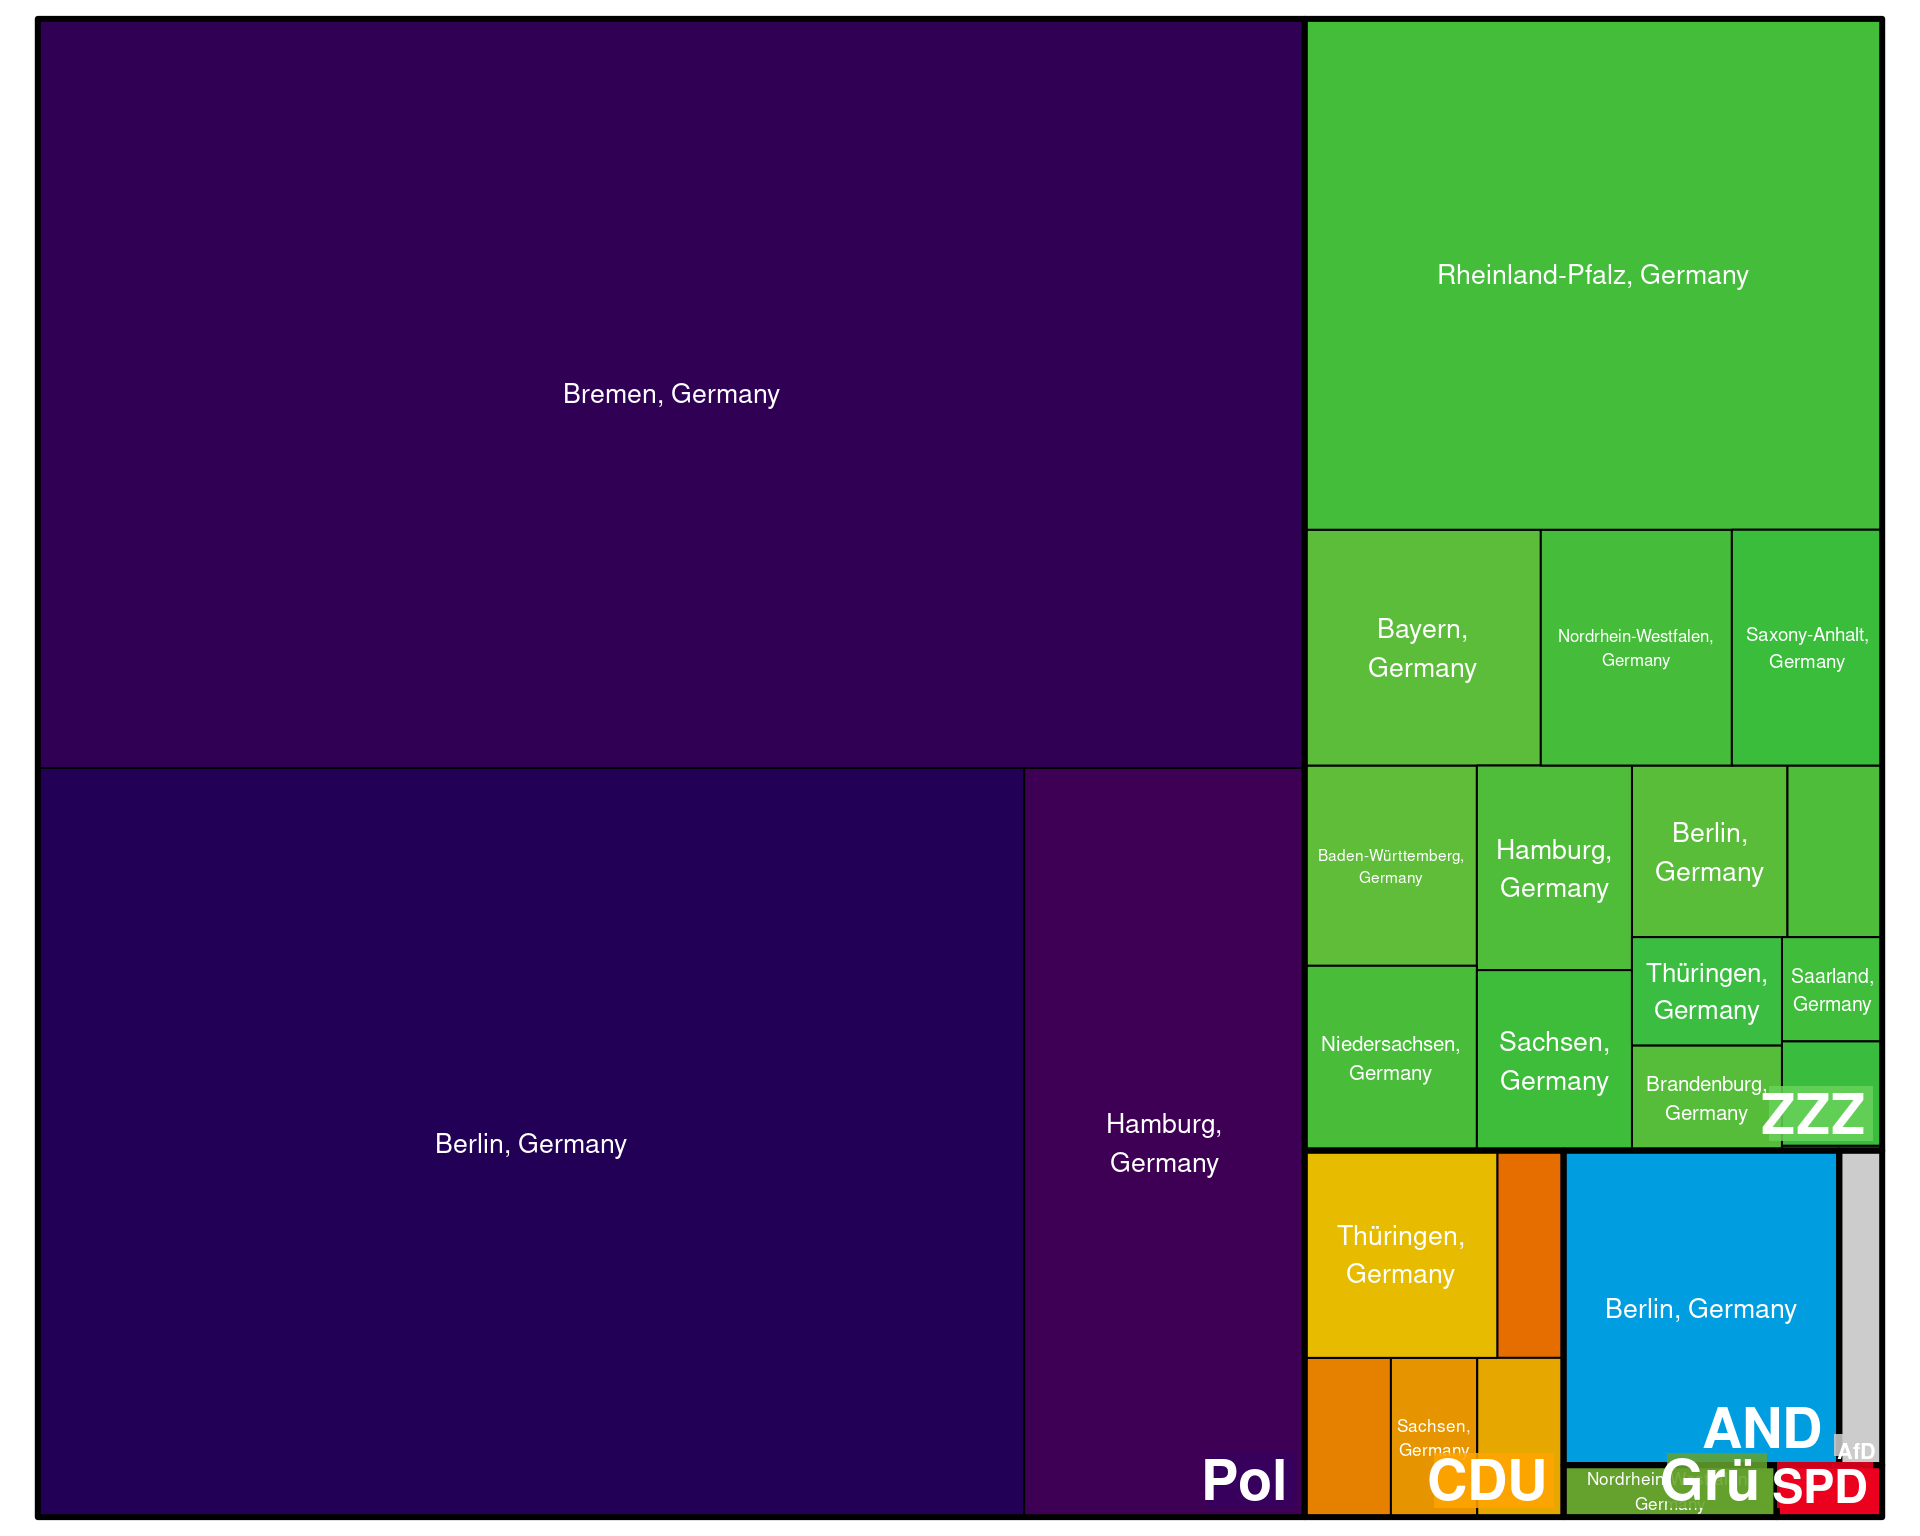 Bremen, Germany
Berlin, Germany
Hamburg,
Germany
Pol
Rheinland-Pfalz, Germany
Bayern,
Germany
Nordrhein-Westfalen,
Germany
Saxony-Anhalt,
Germany
Baden-Württemberg,
Germany
Hamburg,
Germany
Berlin,
Germany
Niedersachsen,
Germany
Sachsen,
Germany
Thüringen,
Germany
Saarland,
Germany
Brandenburg,
Germany
ZZZ
Thüringen,
Germany
Sachsen,
Germany
CDU
Berlin, Germany
AND
AfD
Germany
Grü
SPD